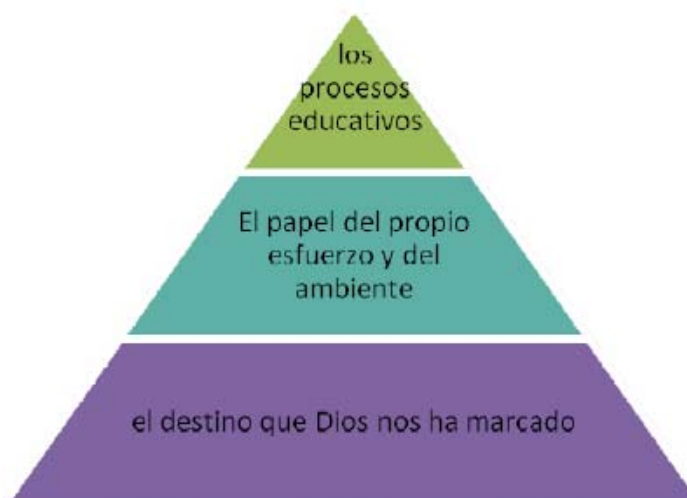 los
procesos
educativos
El papel del propio
esfuerzo y del
ambiente
el destino que Dios nos ha marcado